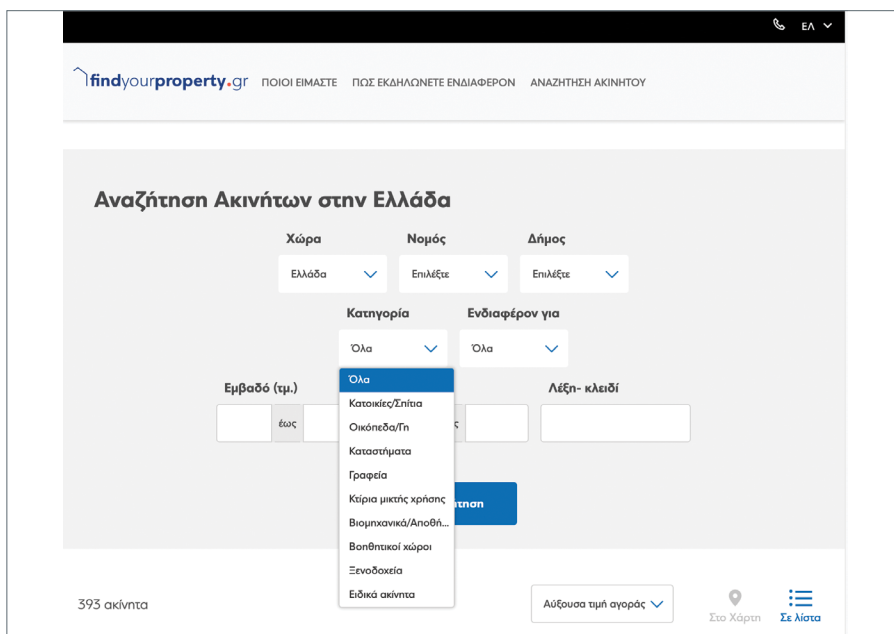 ΕΛ
findyourproperty.gr ΠΟΙΟΙ ΕΙΜΑΣΤΕ ΠΩΣ ΕΚΔΗΛΩΝΕΤΕ ΕΝΔΙΑΦΕΡΟΝ ΑΝΑΖΗΤΗΣΗ ΑΚΙΝΗΤΟΥ
Αναζήτηση Ακινήτων στην Ελλάδα
Χώρα Νομός Δήμος
Ελλάδα Επιλέξτε Επιλέξτε
Κατηγορία Ενδιαφέρον για
Όλα Όλα
Όλα
Εμβαδό (τμ.) Λέξη- κλειδί
Κατοικίες/Σπίτια
έως
Οικόπεδα/Γη
Καταστήματα
Γραφεία
Κτίρια μικτής χρήσης
Βιομηχανικά/Αποθή...
Βοηθητικοί χώροι
Ξενοδοχεία
Ειδικά ακίνητα
393 ακίνητα Αύξουσα τιμή αγοράς Στο Χάρτη Σε λίστα